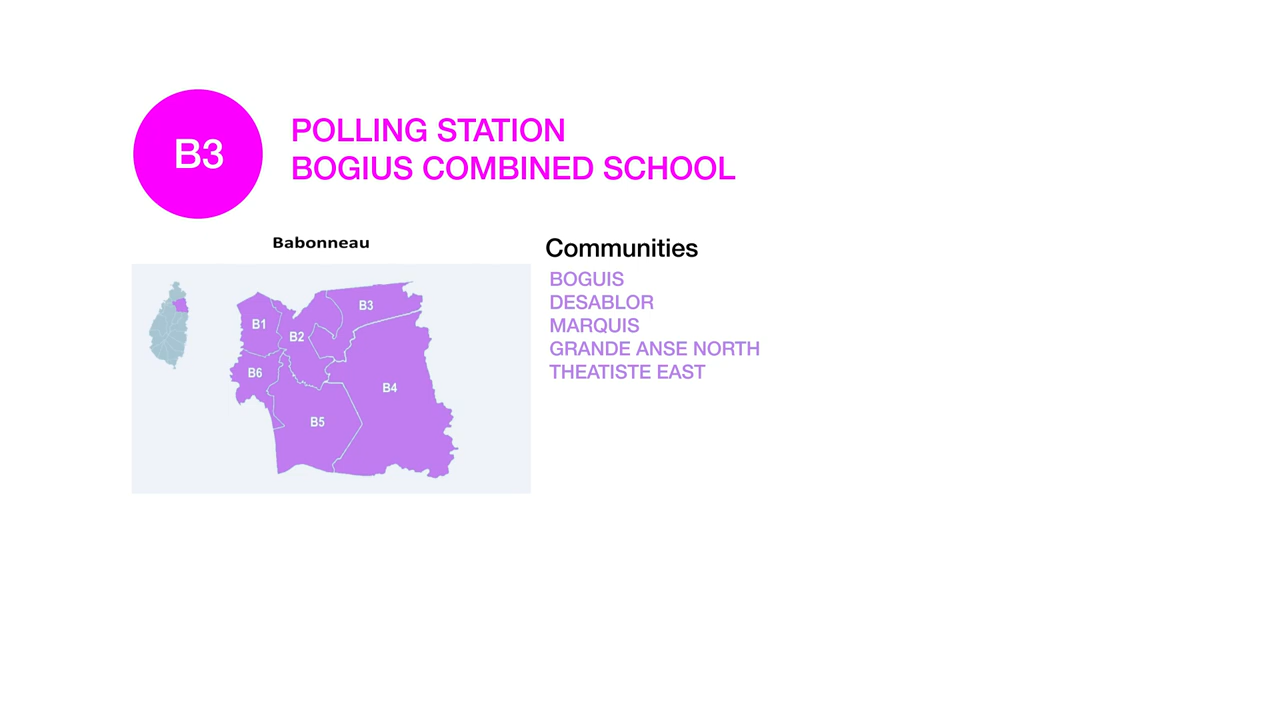 B3
POLLING STATION
BOGIUS COMBINED SCHOOL
Babonneau
B1
B2
B3
B4
B5
B6
Communities
BOGUIS
DESABLOR
MARQUIS
GRANDE ANSE NORTH
THEATISTE EAST